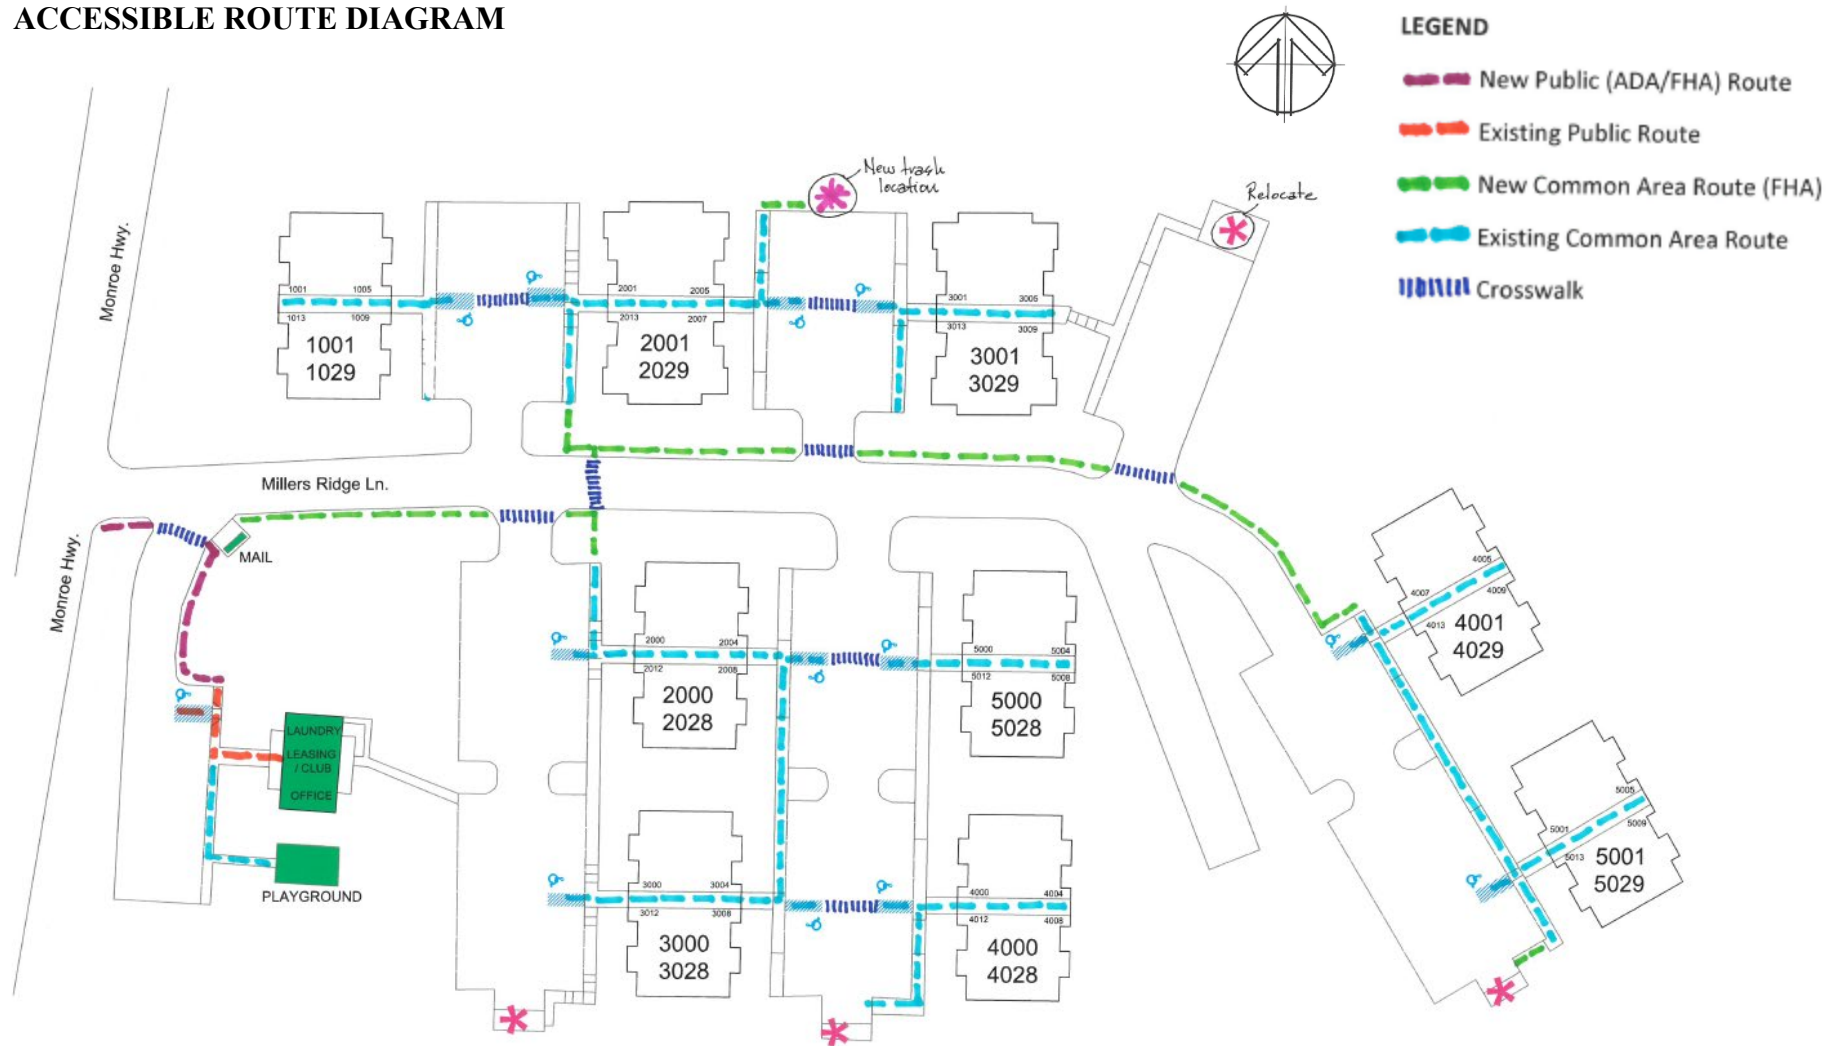 ACCESSIBLE ROUTE DIAGRAM
LEGEND
New Public (ADA/FHA) Route
Existing Public Route
New Common Area Route (FHA)
Existing Common Area Route
Crosswalk
New trash
location
Relocate
Monroe Hwy.
1001 1005
1013 1009
1001
1029
2001 2005
2013 2007
2001
2029
3001 3005
3013 3009
3001
3029
Millers Ridge Ln.
Monroe Hwy.
MAIL
4005
4007 4009
4013
4001
4029
2000 2004
2012 2008
2000
2028
5000 5004
5012 5008
5000
5028
LAUNDRY
LEASING
/ CLUB
OFFICE
PLAYGROUND
5005
5001 5009
5013
5001
5029
3000 3004
3012 3008
3000
3028
4000 4004
4012 4008
4000
4028